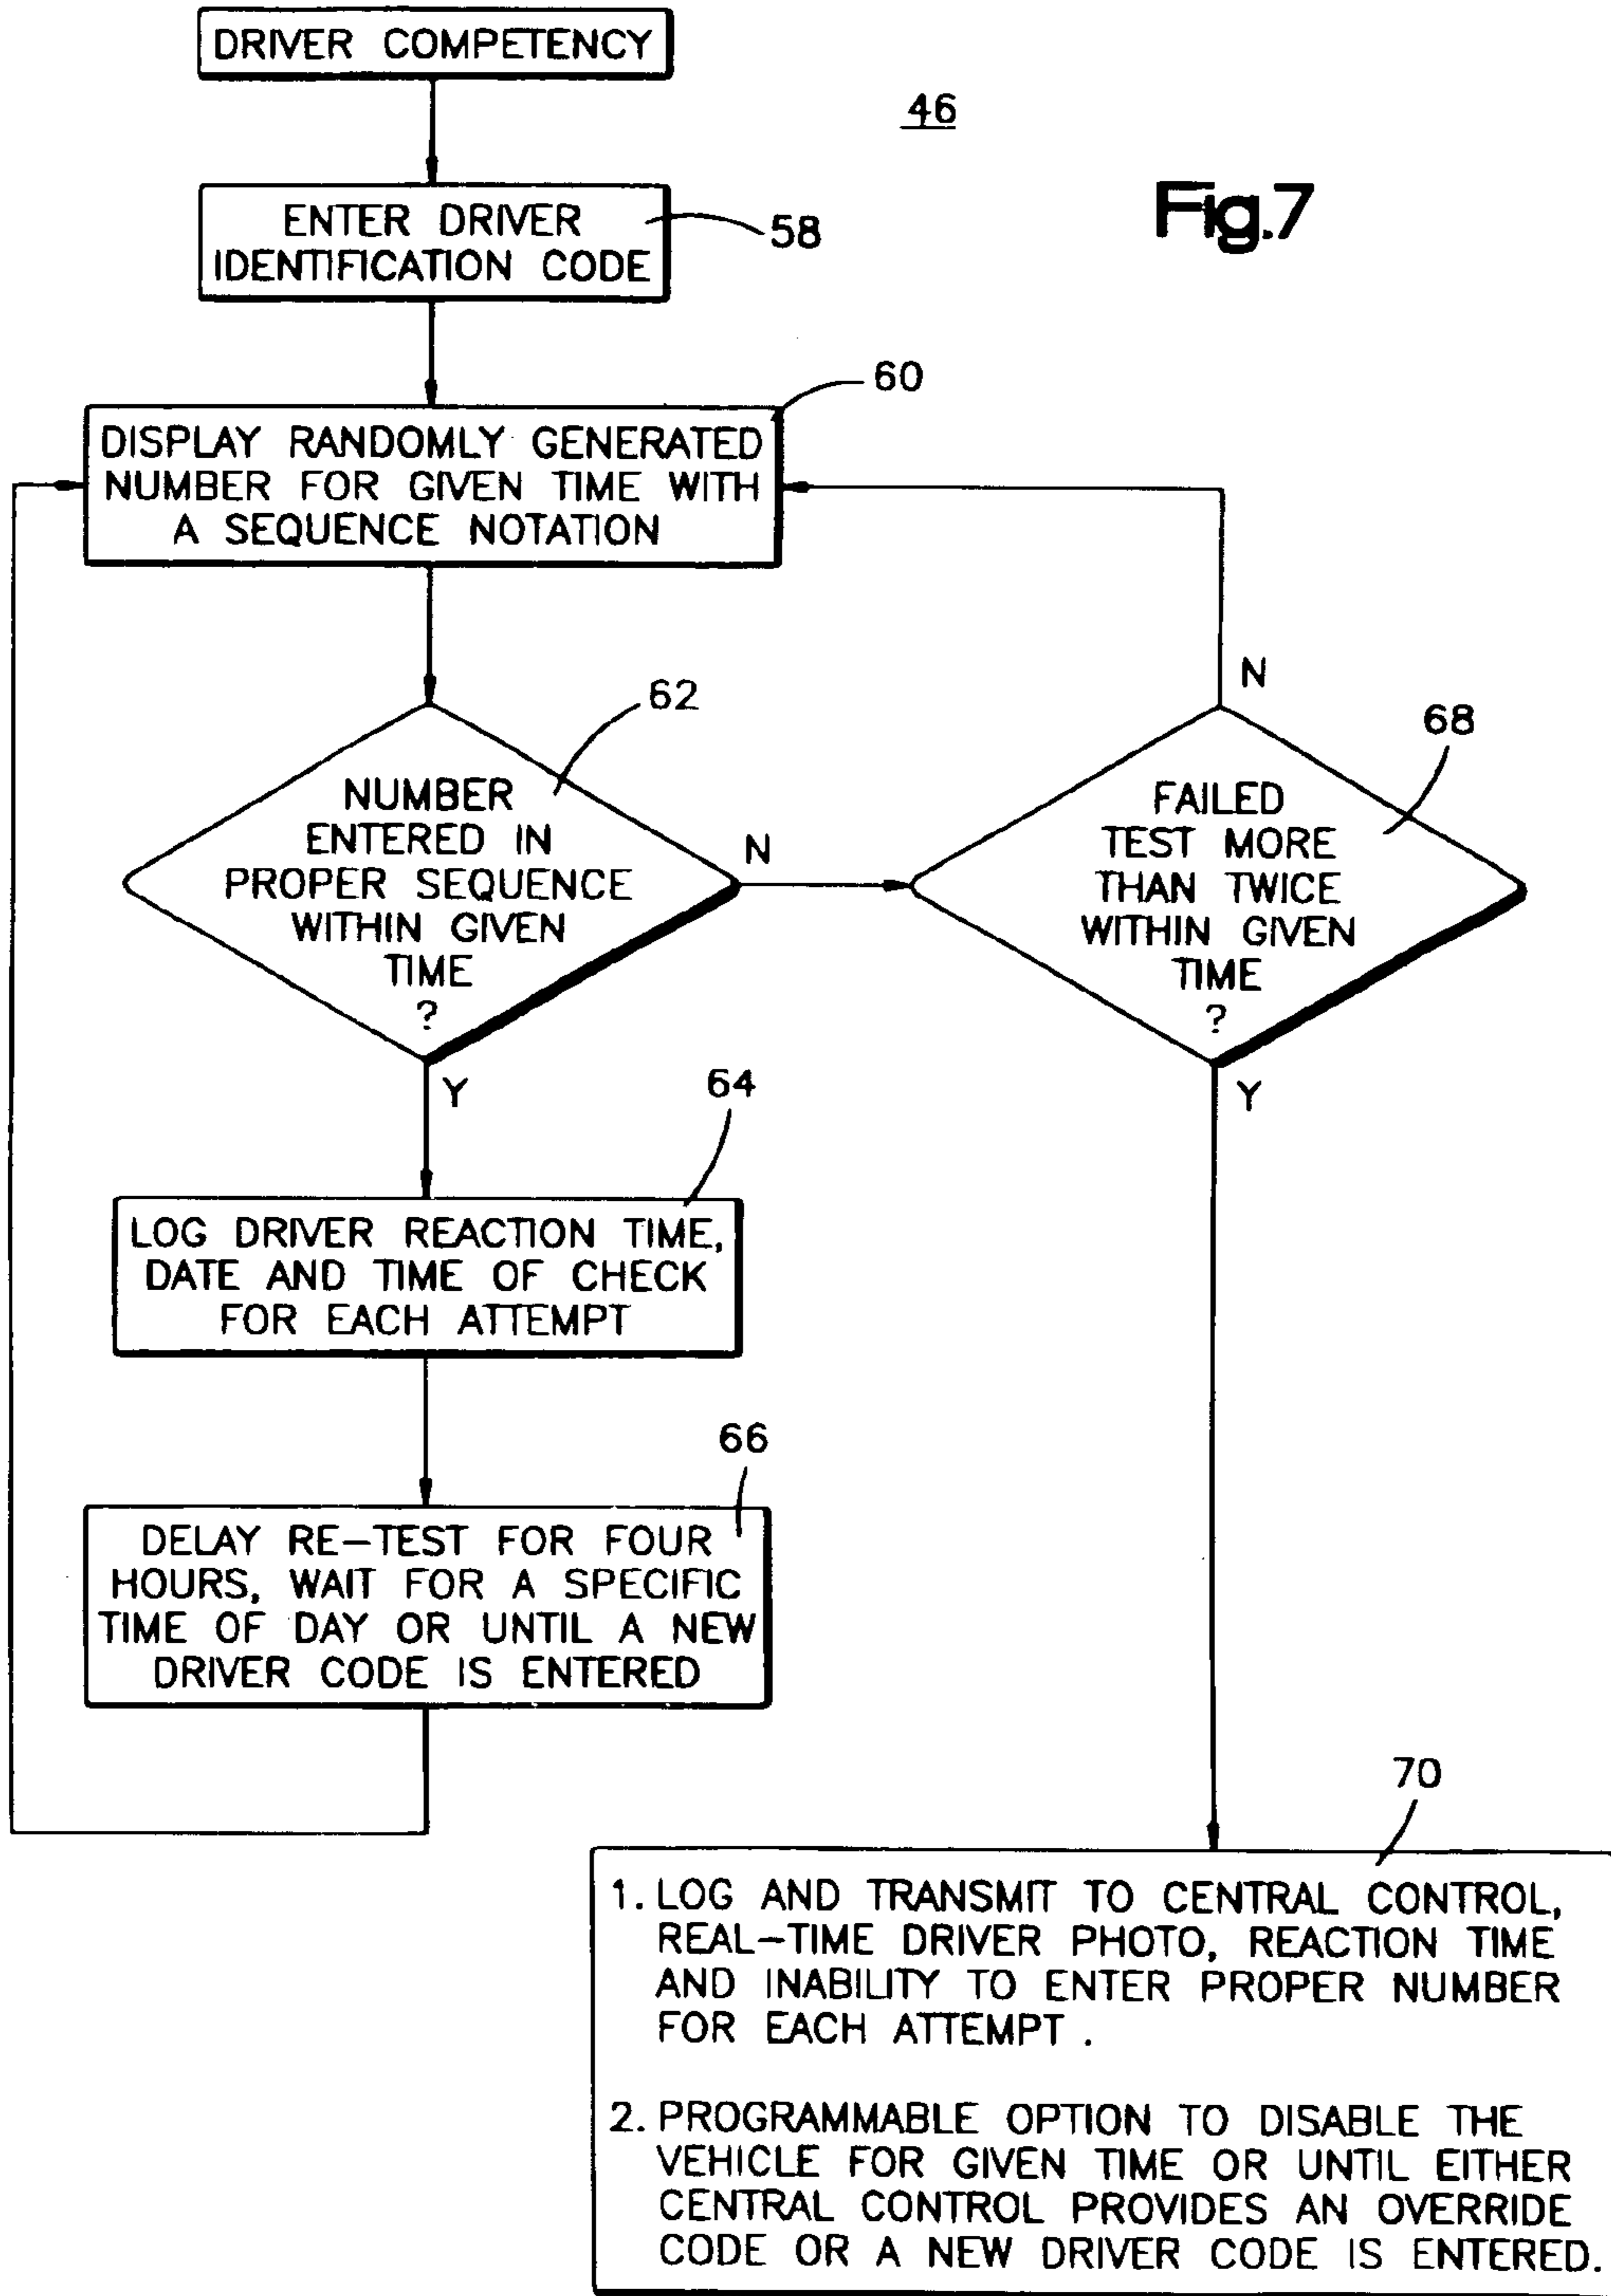 DRIVER COMPETENCY
46
Fig.7
ENTER DRIVER
IDENTIFICATION CODE
58
60
DISPLAY RANDOMLY GENERATED
NUMBER FOR GIVEN TIME WITH
A SEQUENCE NOTATION
62
NUMBER
ENTERED IN
PROPER SEQUENCE
WITHIN GIVEN
TIME
?
N
Y
N
68
FAILED
TEST MORE
THAN TWICE
WITHIN GIVEN
TIME
?
Y
64
LOG DRIVER REACTION TIME,
DATE AND TIME OF CHECK
FOR EACH ATTEMPT
66
DELAY RE-TEST FOR FOUR
HOURS, WAIT FOR A SPECIFIC
TIME OF DAY OR UNTIL A NEW
DRIVER CODE IS ENTERED
70
1. LOG AND TRANSMIT TO CENTRAL CONTROL,
REAL-TIME DRIVER PHOTO, REACTION TIME
AND INABILITY TO ENTER PROPER NUMBER
FOR EACH ATTEMPT .
2. PROGRAMMABLE OPTION TO DISABLE THE
VEHICLE FOR GIVEN TIME OR UNTIL EITHER
CENTRAL CONTROL PROVIDES AN OVERRIDE
CODE OR A NEW DRIVER CODE IS ENTERED.